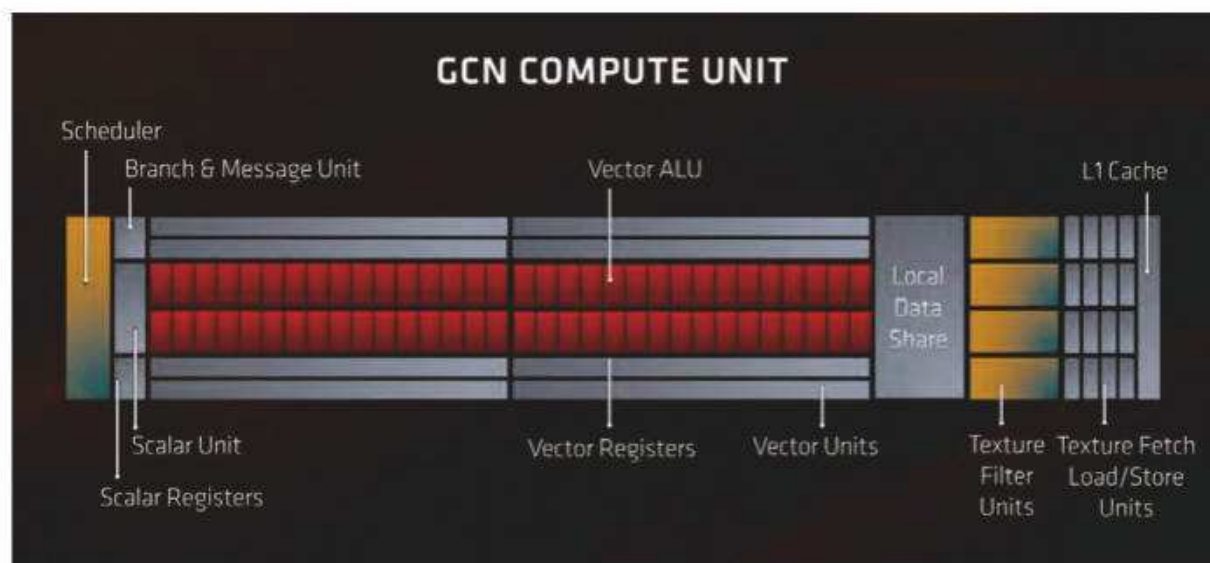 GCN COMPUTE UNIT
Scheduler
Branch & Message Unit
Vector ALU
L1 Cache
Local
Data
Share
Scalar Unit
Scalar Registers
Vector Registers
Vector Units
Texture
Filter
Units
Texture Fetch
Load/Store
Units